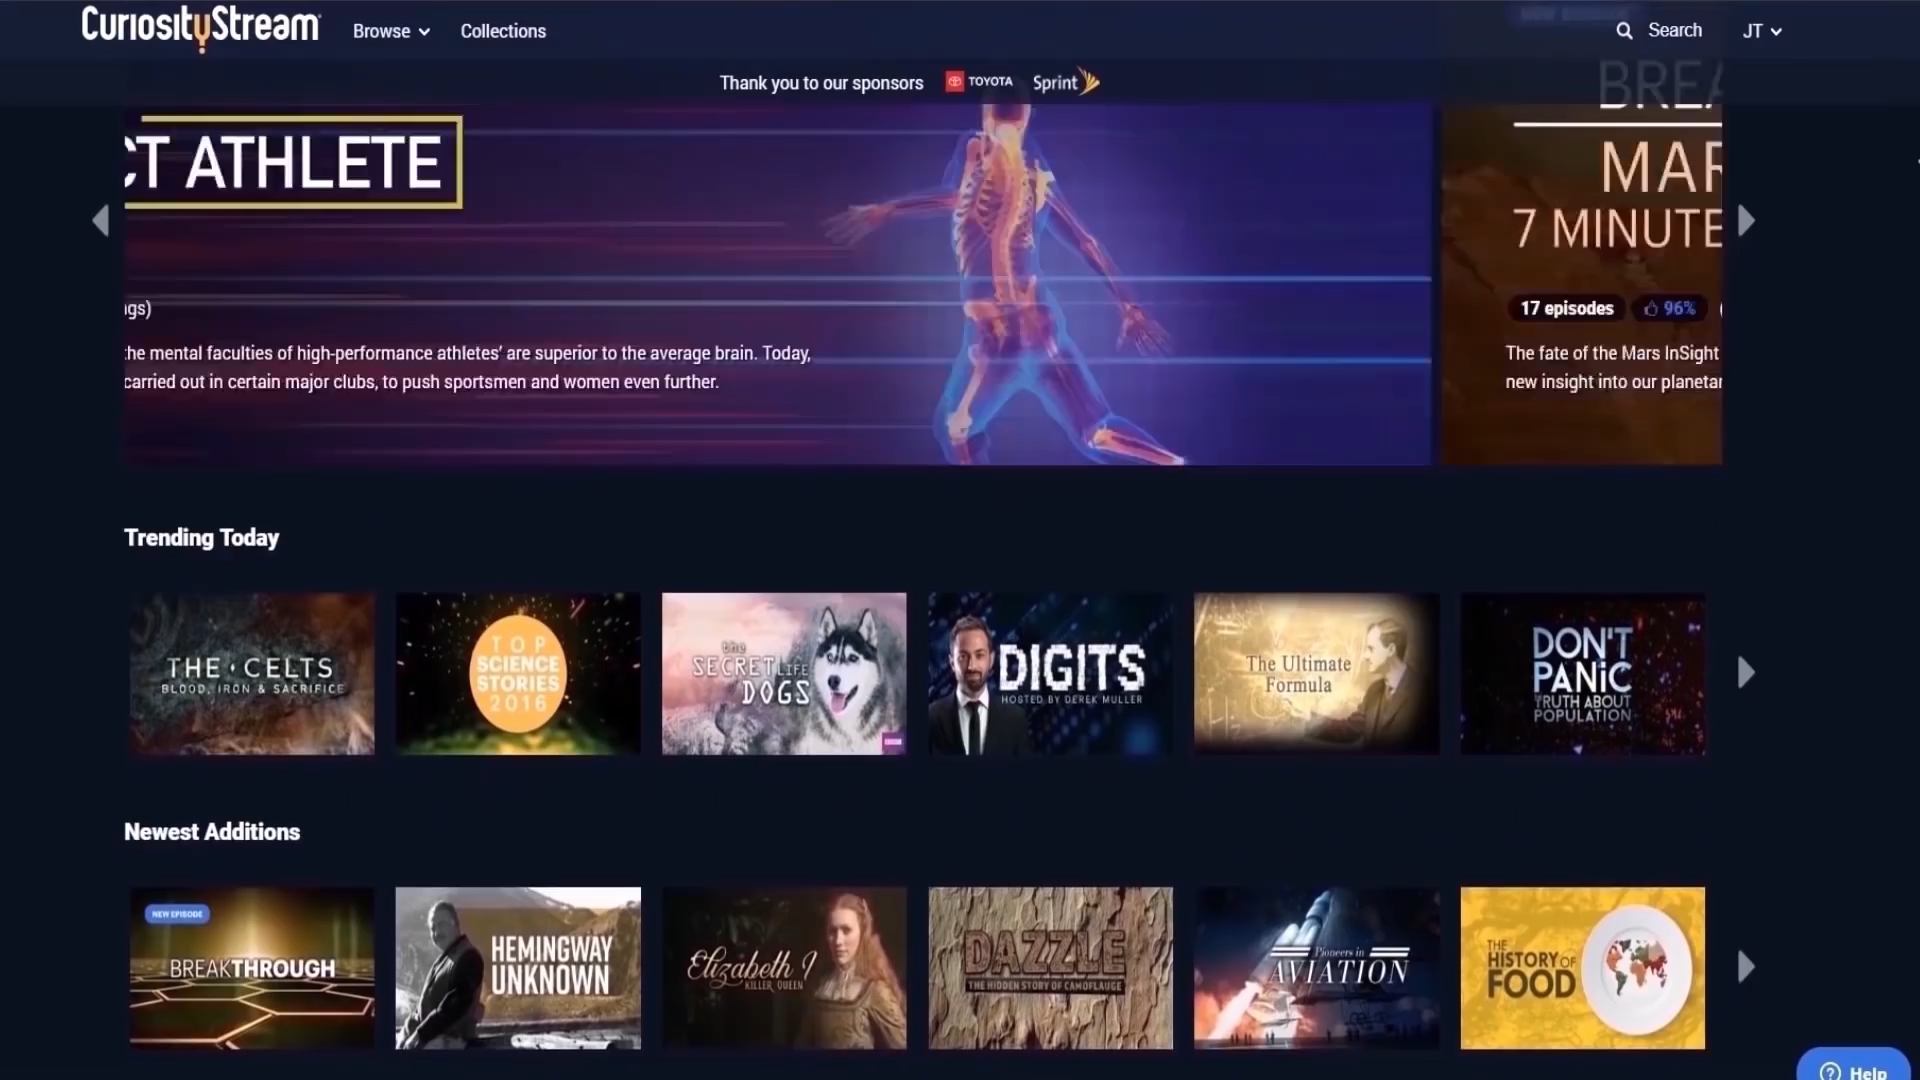 CuriosityStream
Browse
Collections
Search
JT
Thank you to our sponsors
TOYOTA
Sprint
CT ATHLETE
BREA
MAR
7 MINUTE
ngs)
17 episodes
96%
the mental faculties of high-performance athletes' are superior to the average brain. Today,
carried out in certain major clubs, to push sportsmen and women even further.
The fate of the Mars InSight
new insight into our planetar
Trending Today
THE · CELTS
BLOOD, IRON & SACRIFICE
TOP
SCIENCE
STORIES
2016
the
SECRET LIFE
DOGS
DIGITS
HOSTED BY DEREK MULLER
The Ultimate
Formula
DON'T
PANiC
TRUTH ABOUT
POPULATION
Newest Additions
NEW EPISODE
BREAKTHROUGH
HEMINGWAY
UNKNOWN
Elizabeth I
KILLER QUEEN
DAZZLE
THE HIDDEN STORY OF CAMOFLAUGE
Pioneers in
AVIATION
THE
HISTORY OF
FOOD
Help